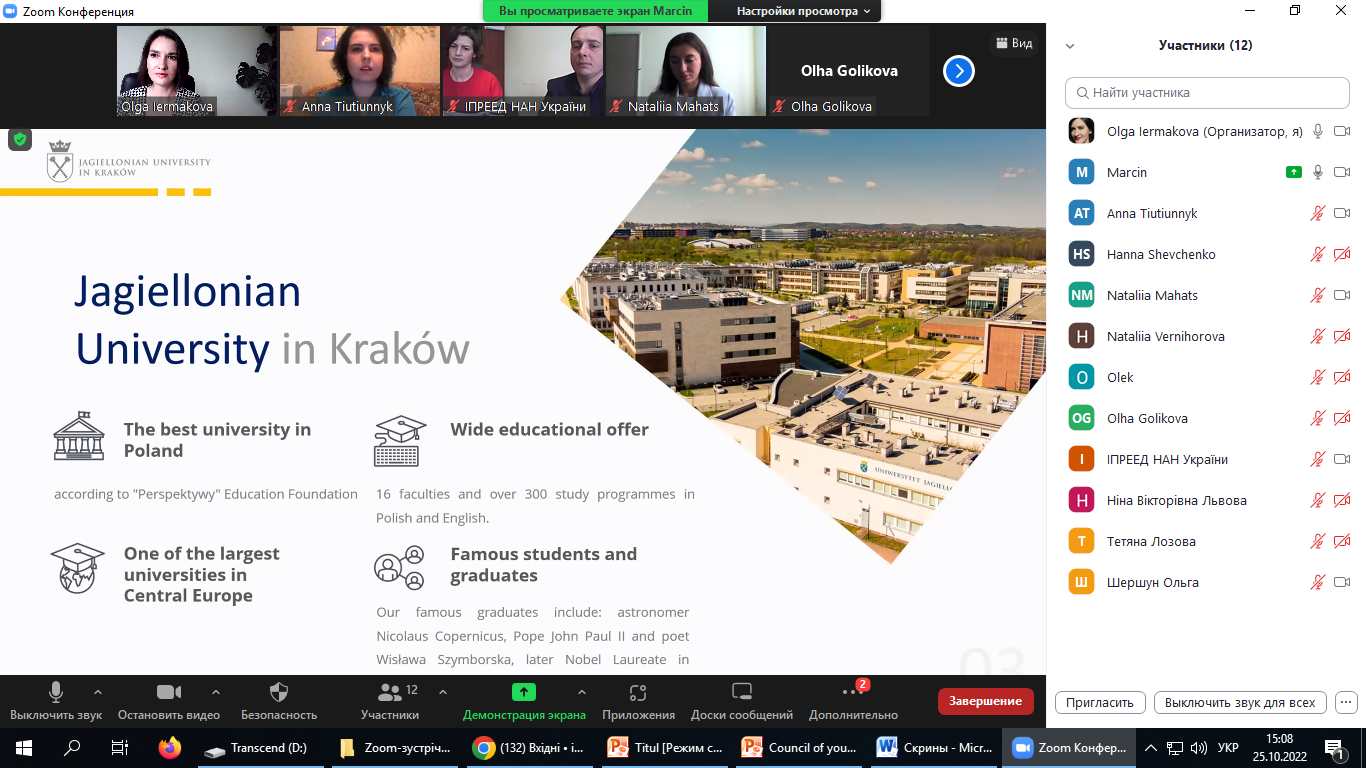 Zoom Конференция
Вы просматриваете экран Marcin
Настройки просмотра
Вид
Olga Iermakova
Anna Tiutiunnyk
ІПРЕЕД НАН України
Nataliia Mahats
Olha Golikova
Olha Golikova
JAGIELLONIAN UNIVERSITY
IN KRAKÓW
Jagiellonian
University in Kraków
The best university in
Poland
according to "Perspektywy" Education Foundation
Wide educational offer
16 faculties and over 300 study programmes in
Polish and English.
One of the largest
universities in
Central Europe
Famous students and
graduates
Our famous graduates include: astronomer
Nicolaus Copernicus, Pope John Paul II and poet
Wisława Szymborska, later Nobel Laureate in
UNIWERSYTET JAGIELL
03
Участники (12)
Найти участника
Olga Iermakova (Организатор, я)
M Marcin
AT Anna Tiutiunnyk
HS Hanna Shevchenko
NM Nataliia Mahats
H Nataliia Vernihorova
O Olek
OG Olha Golikova
І ІПРЕЕД НАН України
Н Ніна Вікторівна Львова
Т Тетяна Лозова
Ш Шершун Ольга
Пригласить
Выключить звук для всех
...
Выключить звук
Остановить видео
Безопасность
12
Участники
Демонстрация экрана
Приложения
Доски сообщений
2
Дополнительно
Завершение
Transcend (D:)
Zoom-зустріч...
(132) Вхідні • i...
Titul [Режим с...
Council of you...
Скрины - Micr...
Zoom Конфер...
УКР
15:08
25.10.2022
1